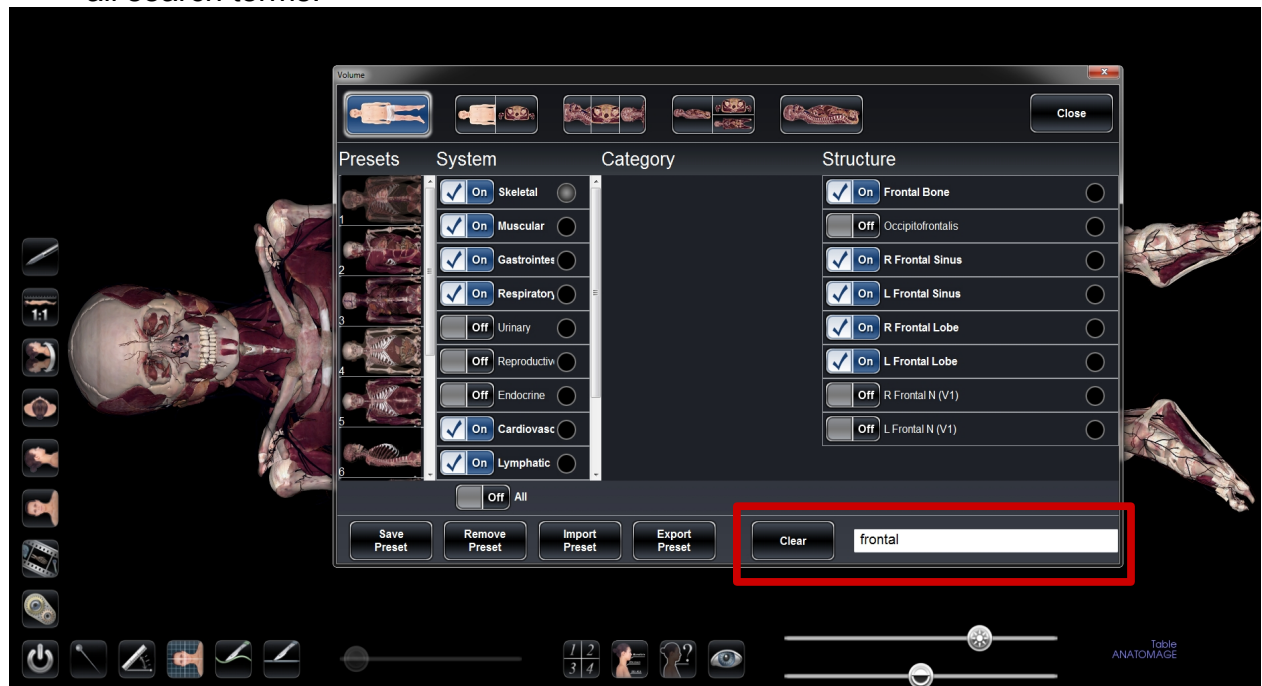 all search terms.
Volume
x
Close
Presets
System
Category
Structure
1
2
3
4
5
6
On Skeletal
On Muscular
On Gastrointes
On Respiratory
Off Urinary
Off Reproductiv
Off Endocrine
On Cardiovasc
On Lymphatic
Off All
On Frontal Bone
Off Occipitofrontalis
On R Frontal Sinus
On L Frontal Sinus
On R Frontal Lobe
On L Frontal Lobe
Off R Frontal N (V1)
Off L Frontal N (V1)
Save
Preset
Remove
Preset
Import
Preset
Export
Preset
Clear
frontal
1:1
1 2
3 4
?
Table
ANATOMAGE